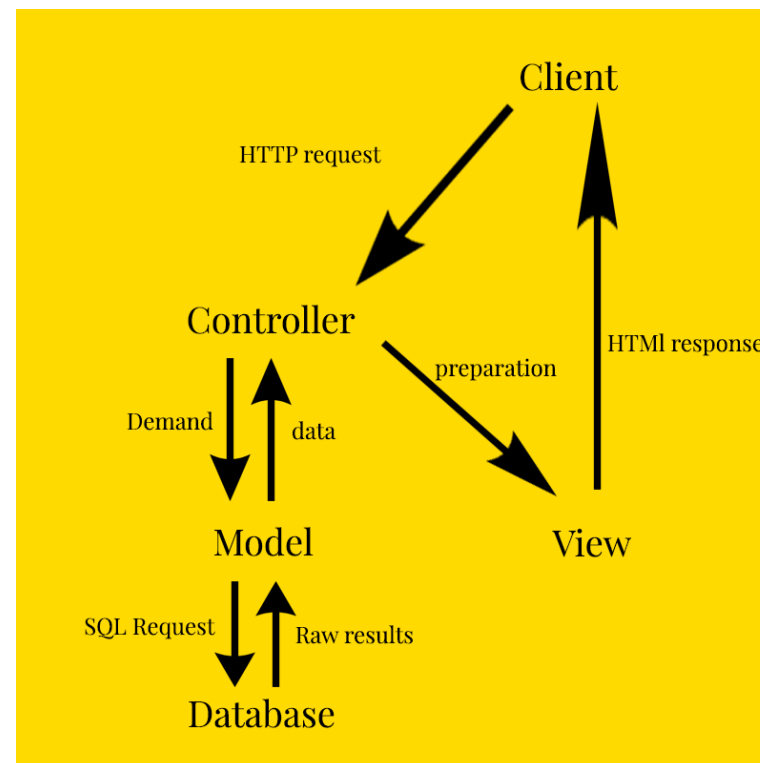 Client
HTTP request
Controller
HTMl response
preparation
Demand
data
Model
View
SQL Request
Raw results
Database